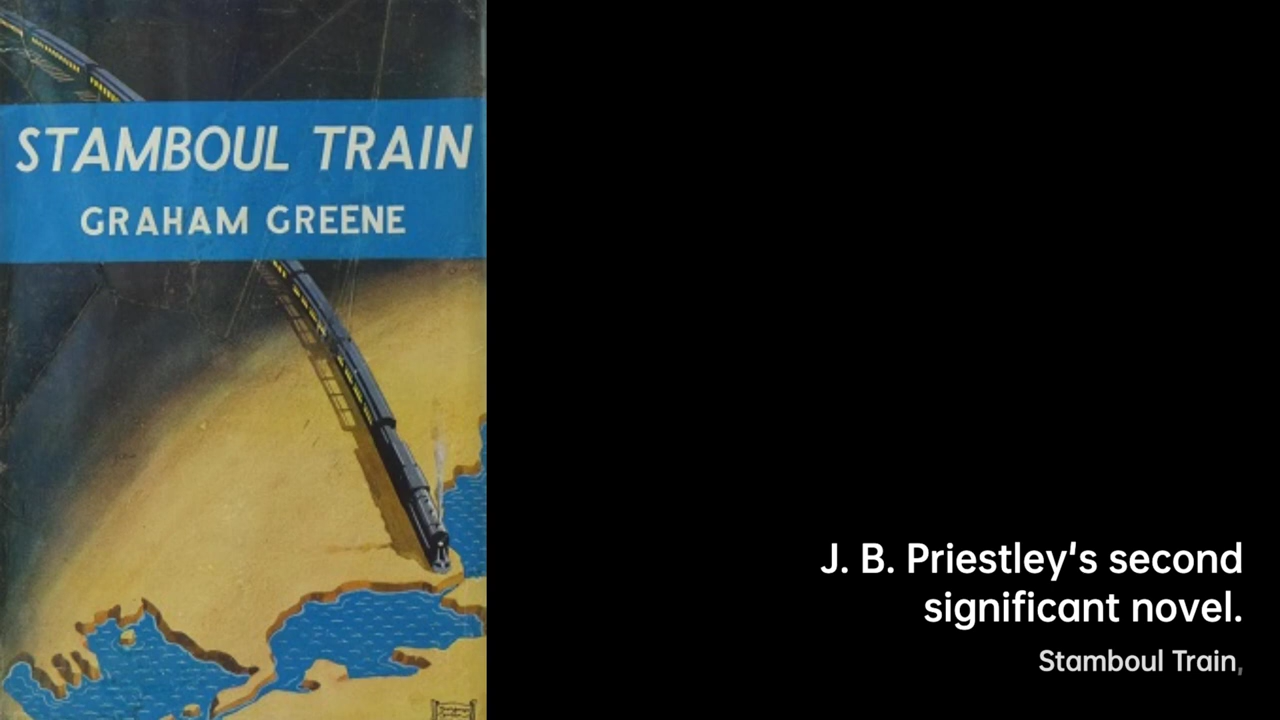 STAMBOUL TRAIN
GRAHAM GREENE
J. B. Priestley's second
significant novel.
Stamboul Train,